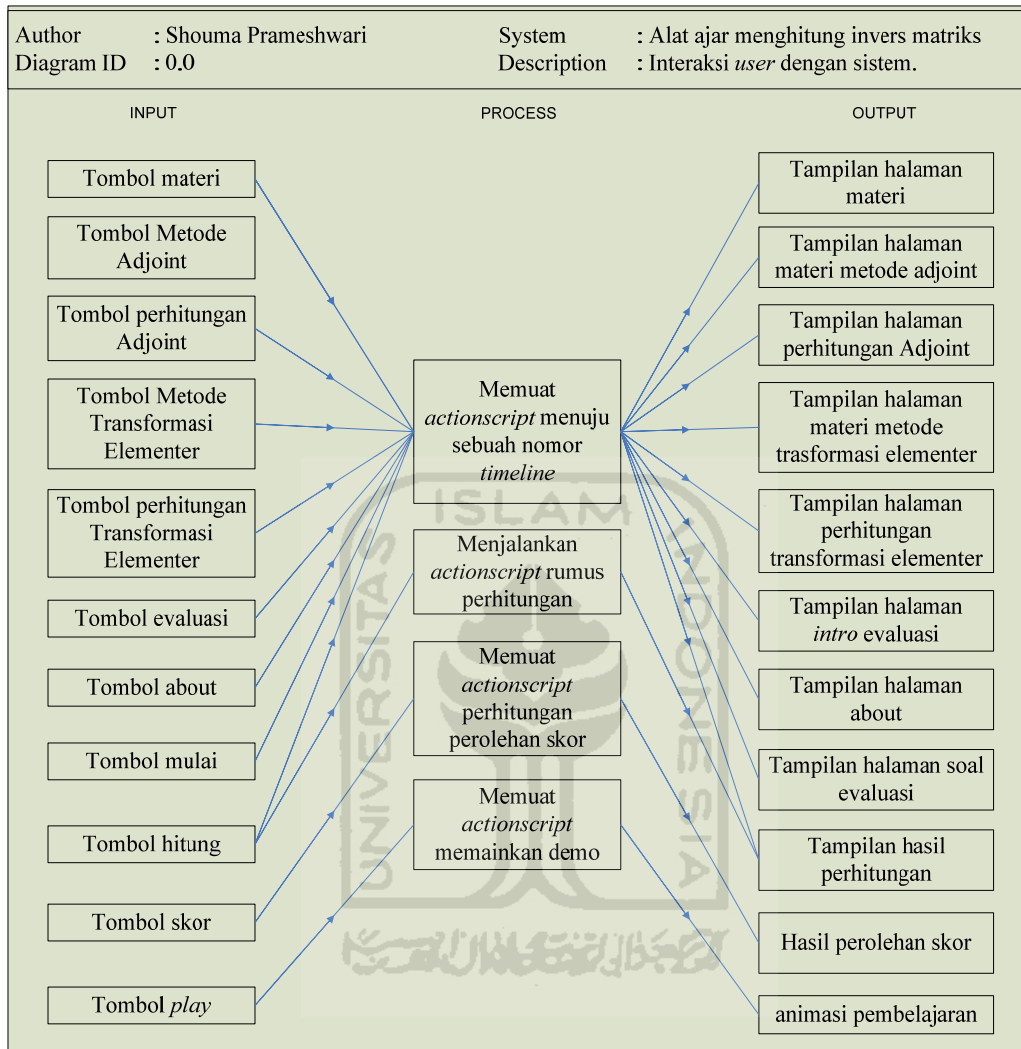 Author : Shouma Prameshwari
Diagram ID : 0.0
System : Alat ajar menghitung invers matriks
Description : Interaksi user dengan sistem.
INPUT
PROCESS
OUTPUT
Tombol materi
Tombol Metode
Adjoint
Tombol perhitungan
Adjoint
Tombol Metode
Transformasi
Elementer
Tombol perhitungan
Transformasi
Elementer
Tombol evaluasi
Tombol about
Tombol mulai
Tombol hitung
Tombol skor
Tombol play
Memuat
actionscript menuju
sebuah nomor
timeline
Menjalankan
actionscript rumus
perhitungan
Memuat
actionscript
perhitungan
perolehan skor
Memuat
actionscript
memainkan demo
Tampilan halaman
materi
Tampilan halaman
materi metode adjoint
Tampilan halaman
perhitungan Adjoint
Tampilan halaman
materi metode
trasformasi elementer
Tampilan halaman
perhitungan
transformasi elementer
Tampilan halaman
intro evaluasi
Tampilan halaman
about
Tampilan halaman soal
evaluasi
Tampilan hasil
perhitungan
Hasil perolehan skor
animasi pembelajaran
UNIVERSITAS
ISLAM
INDONESIA